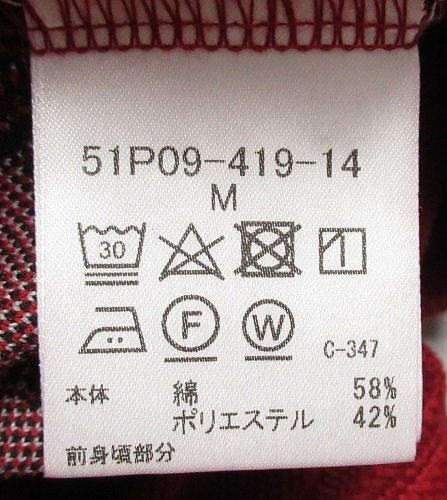 51P09-419-14
M
30
F W C-347
本体 綿 58%
ポリエステル 42%
前身頃部分